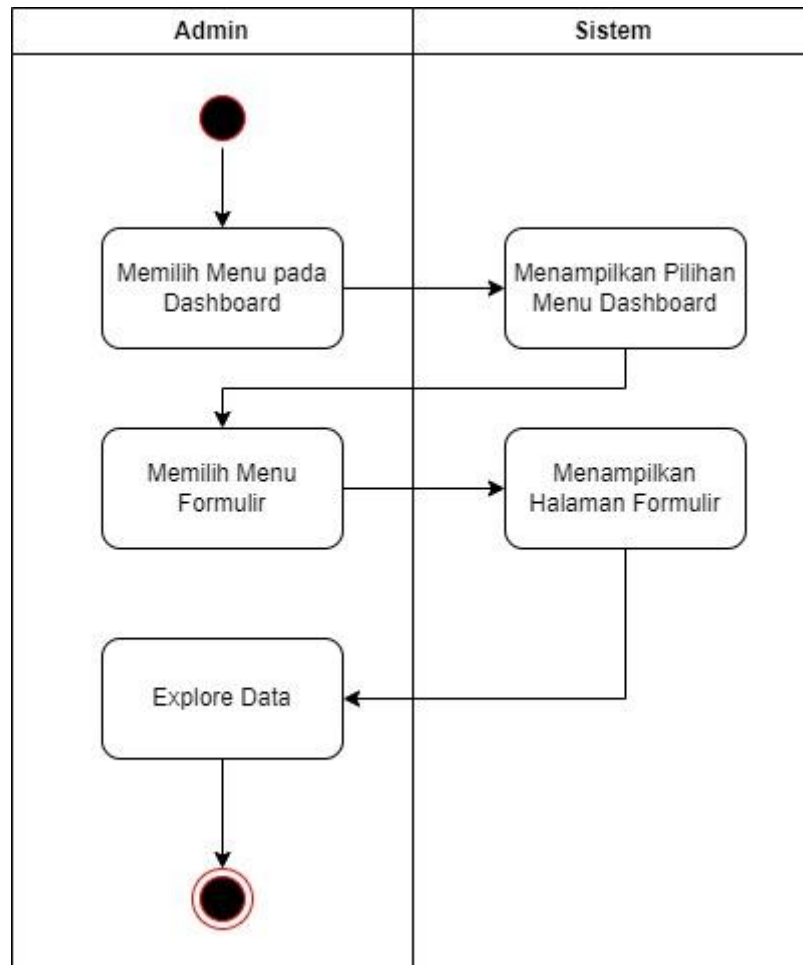 Admin
Sistem
Memilih Menu pada
Dashboard
Menampilkan Pilihan
Menu Dashboard
Memilih Menu
Formulir
Menampilkan
Halaman Formulir
Explore Data